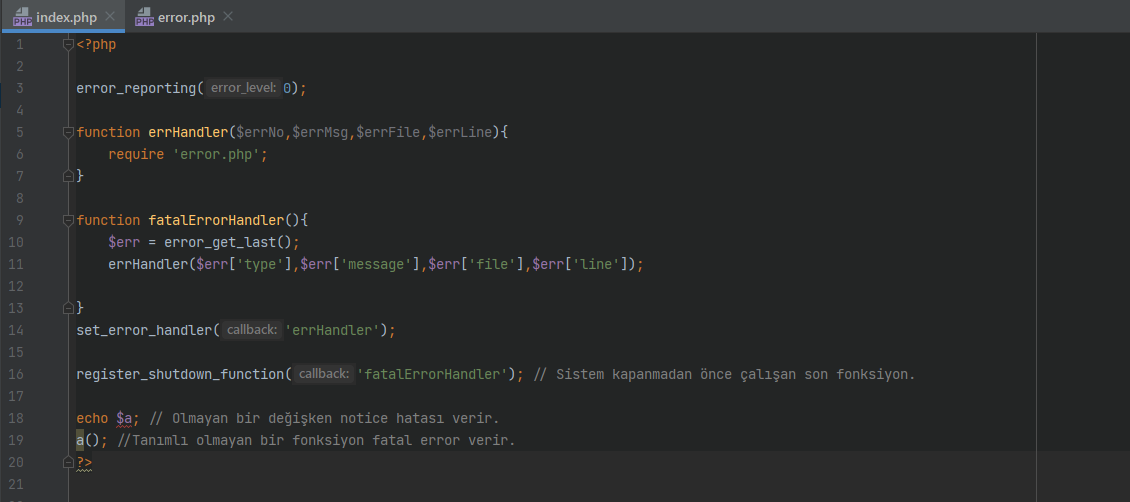 index.php error.php
1 <?php
2
3 error_reporting( error_level: 0);
4
5 function errHandler($errNo,$errMsg,$errFile,$errLine){
6 require 'error.php';
7 }
8
9 function fatalErrorHandler(){
10 $err = error_get_last();
11 errHandler($err['type'],$err['message'],$err['file'],$err['line']);
12
13 }
14 set_error_handler( callback: 'errHandler');
15
16 register_shutdown_function( callback: 'fatalErrorHandler'); // Sistem kapanmadan önce çalışan son fonksiyon.
17
18 echo $a; // Olmayan bir değişken notice hatası verir.
19 a(); //Tanımlı olmayan bir fonksiyon fatal error verir.
20 ?>
21